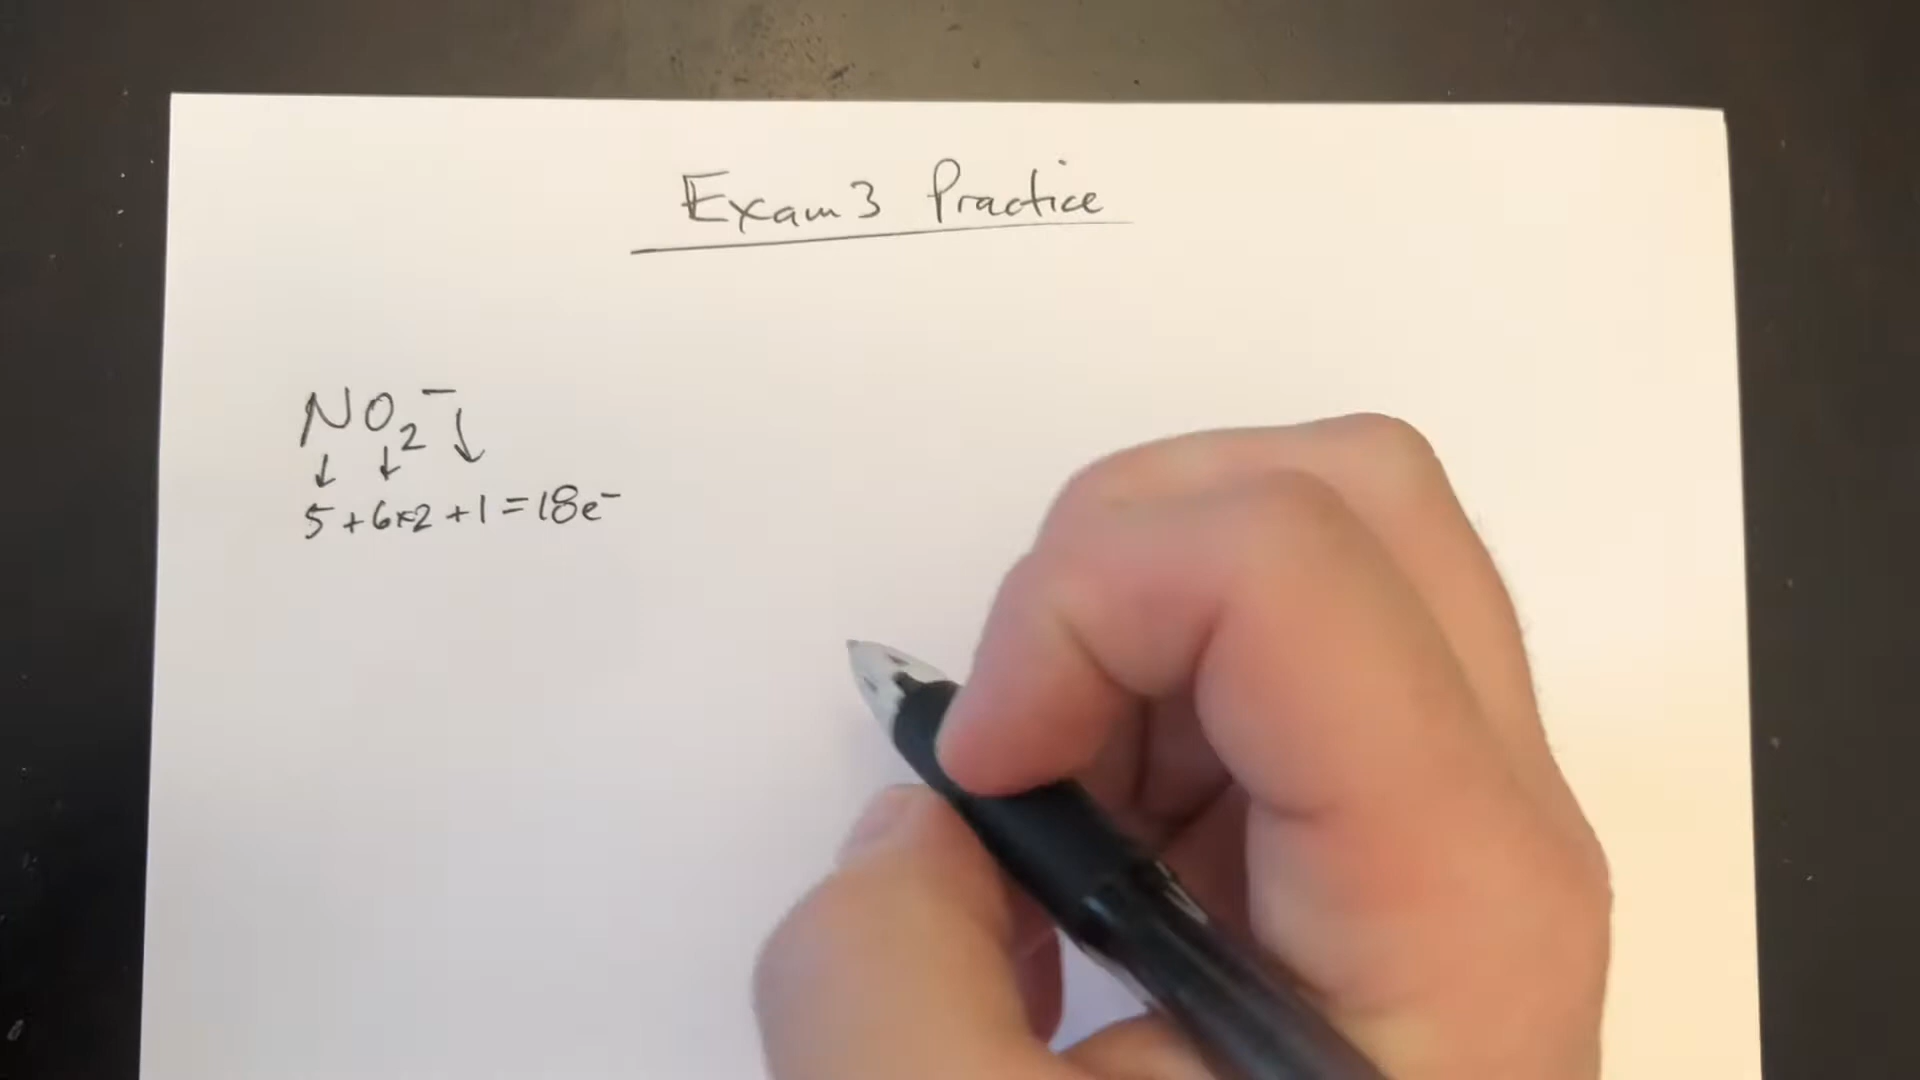 Exam 3 Practice
NO₂⁻
↓ ↓ ↓
5+6×2+1=18e⁻